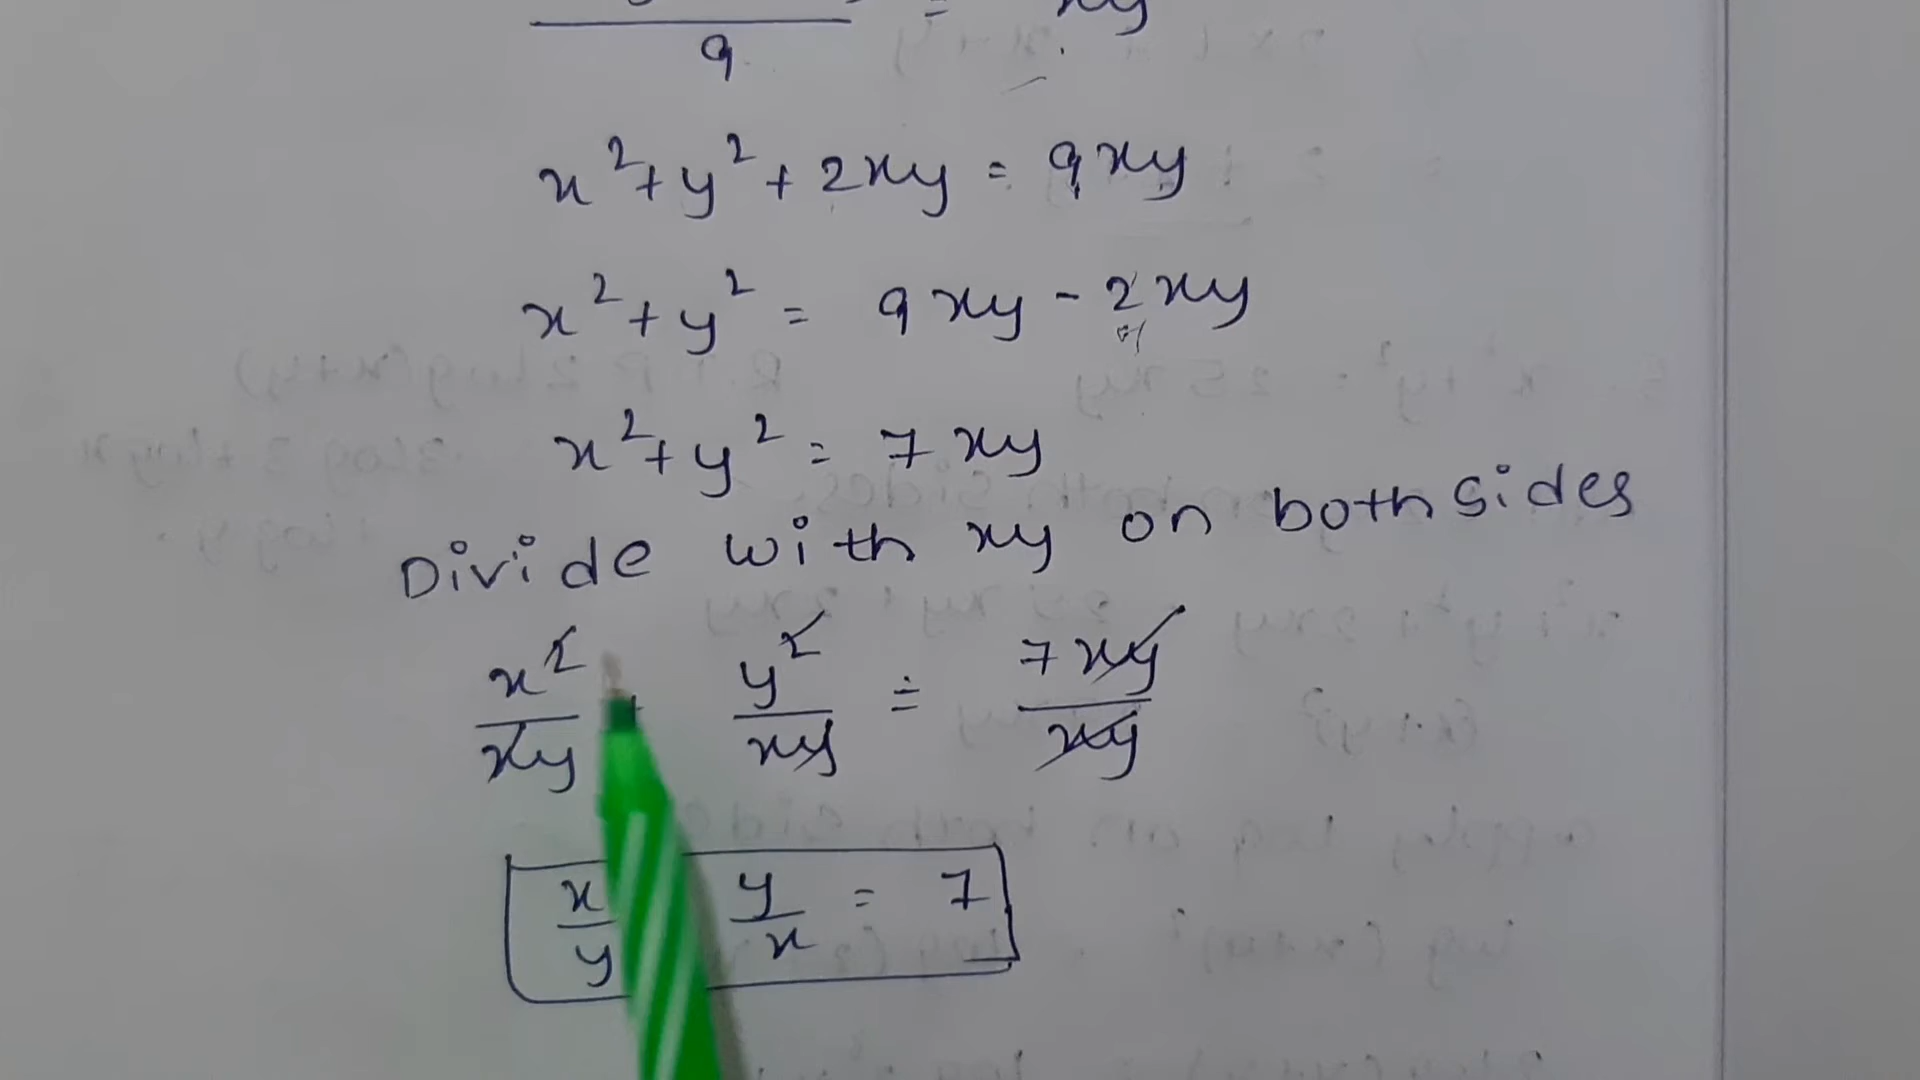 9 = xy
x² + y² + 2xy = 9xy
x² + y² = 9xy - 2xy
x² + y² = 7xy
Divide with xy on both sides
x²/xy + y²/xy = 7xy/xy
x/y y/x = 7